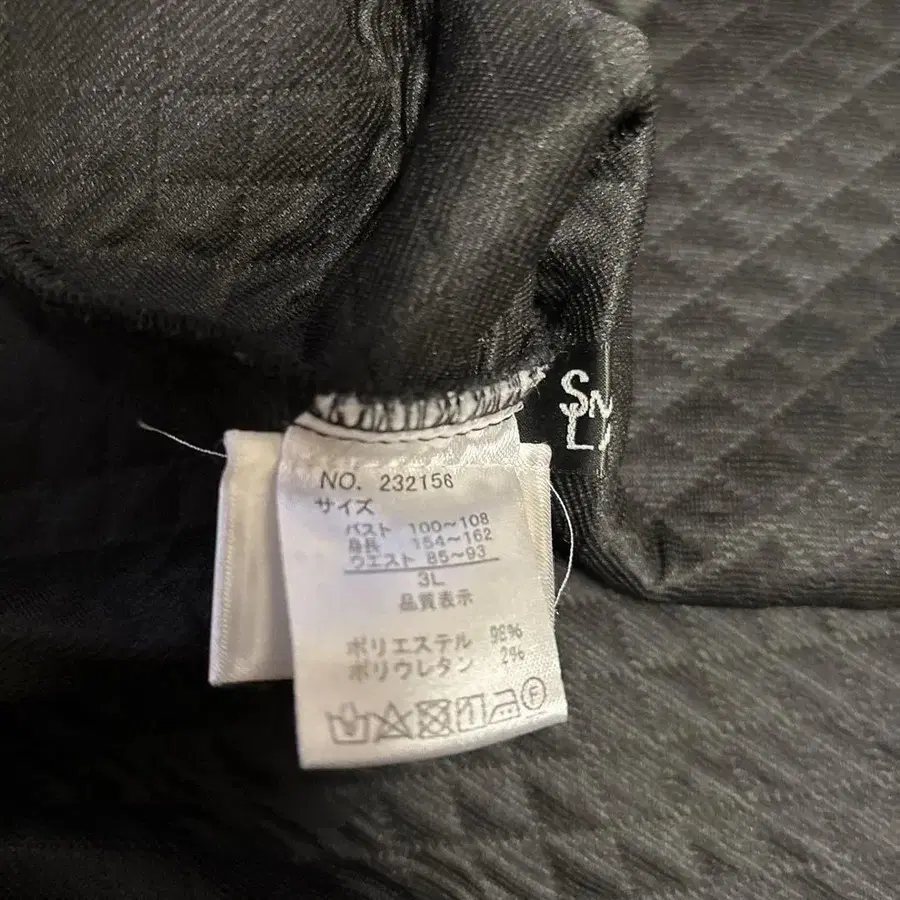 NO. 232156
サイズ
バスト 100～108
身長 154～162
ウエスト 85～93
3L
品質表示
ポリエステル 98%
ポリウレタン 2%
F